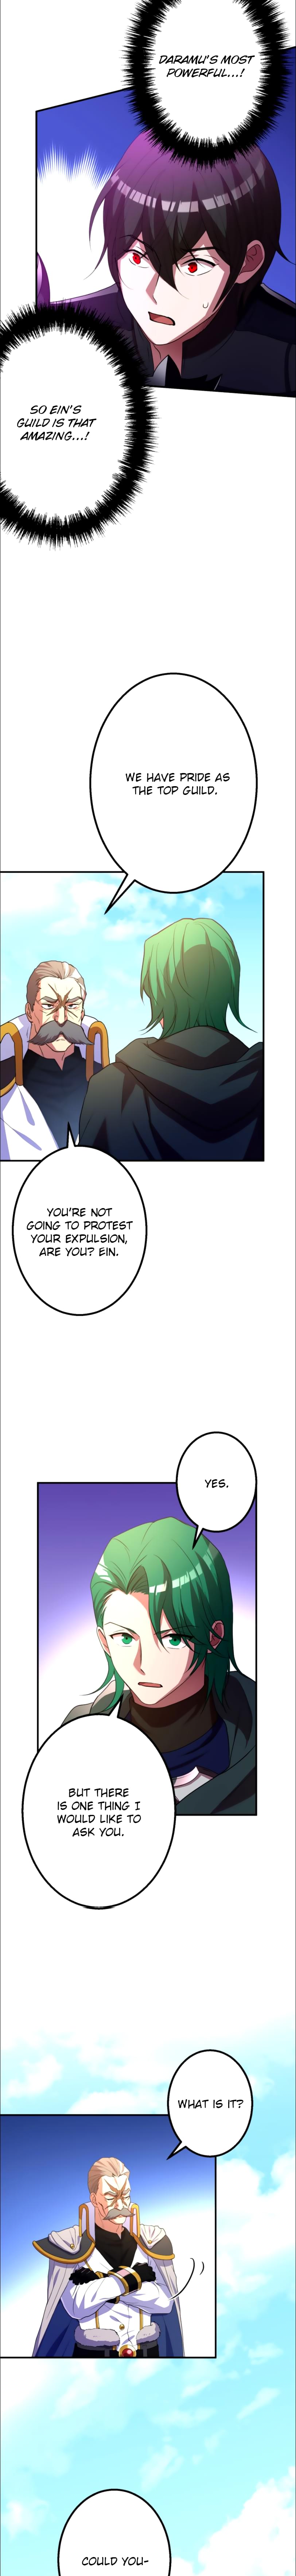 DARAMU'S MOST
POWERFUL...!
SO EIN'S
GUILD IS THAT
AMAZING...!
WE HAVE PRIDE AS
THE TOP GUILD.
YOU'RE NOT
GOING TO PROTEST
YOUR EXPULSION,
ARE YOU? EIN.
YES.
BUT THERE
IS ONE THING I
WOULD LIKE TO
ASK YOU.
WHAT IS IT?
COULD YOU-